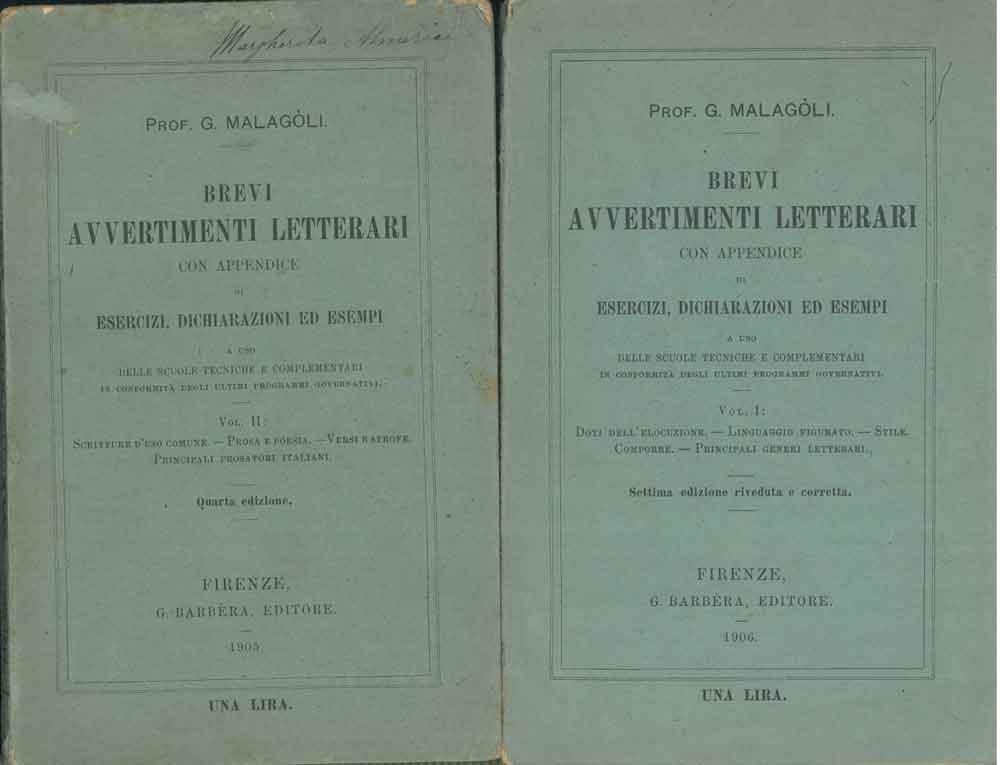 Margherita
PROF. G. MALAGÒLI.
BREVI
AVVERTIMENTI LETTERARI
CON APPENDICE
DI
ESERCIZI, DICHIARAZIONI ED ESEMPI
A USO
DELLE SCUOLE TECNICHE E COMPLEMENTARI
IN CONFORMITÀ DEGLI ULTIMI PROGRAMMI GOVERNATIVI.
VOL. II:
SCRITTURE D'USO COMUNE. — PROSA E POESIA. — VERSI E STROFE.
PRINCIPALI PROSATORI ITALIANI.
Quarta edizione.
FIRENZE,
G. BARBÈRA, EDITORE.
1905.
UNA LIRA.
PROF. G. MALAGÒLI.
BREVI
AVVERTIMENTI LETTERARI
CON APPENDICE
DI
ESERCIZI, DICHIARAZIONI ED ESEMPI
A USO
DELLE SCUOLE TECNICHE E COMPLEMENTARI
IN CONFORMITÀ DEGLI ULTIMI PROGRAMMI GOVERNATIVI.
VOL. I:
DOTI DELL'ELOCUZIONE. — LINGUAGGIO FIGURATO. — STILE.
COMPORRE. — PRINCIPALI GENERI LETTERARI.
Settima edizione riveduta e corretta.
FIRENZE,
G. BARBÈRA, EDITORE.
1906.
UNA LIRA.